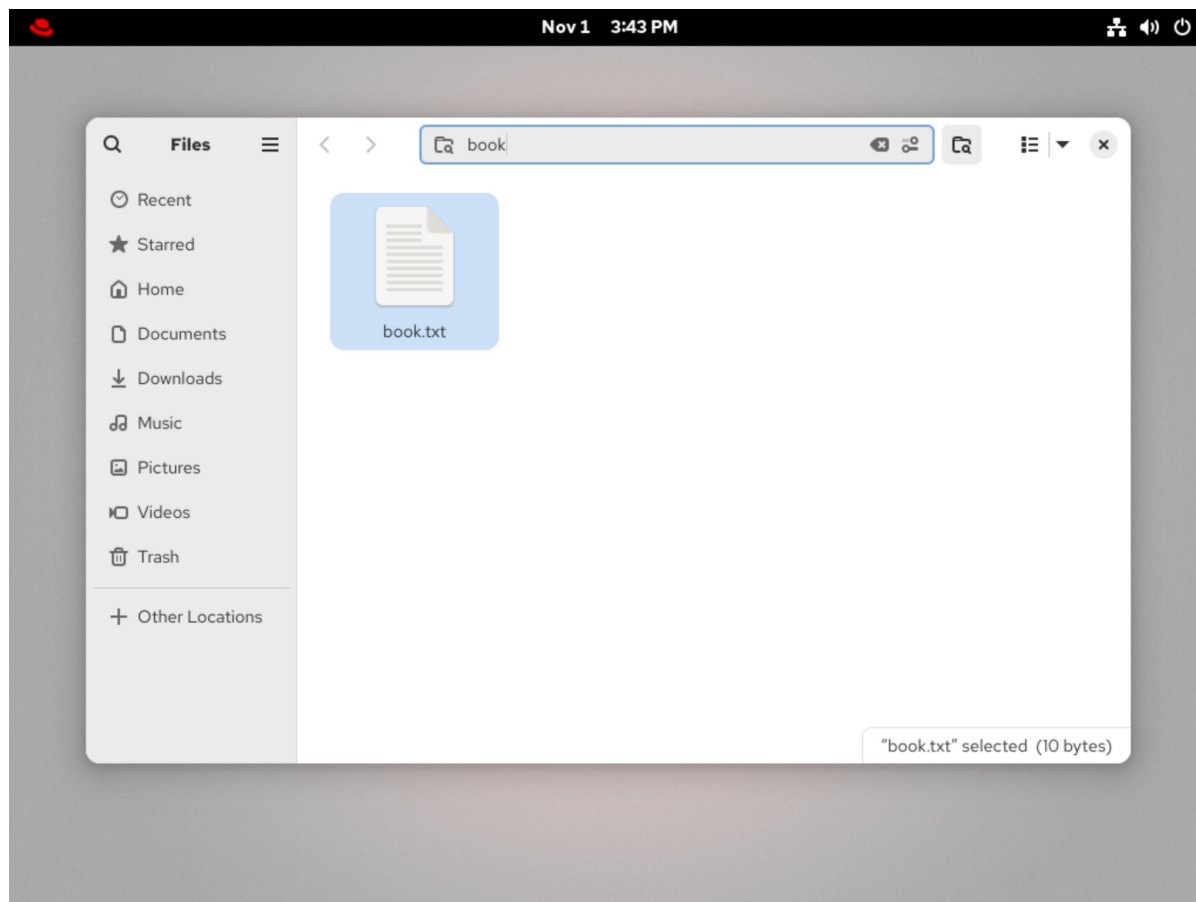 Nov 1 3:43 PM
Files
book
Recent
Starred
Home
Documents
Downloads
Music
Pictures
Videos
Trash
Other Locations
book.txt
"book.txt" selected (10 bytes)